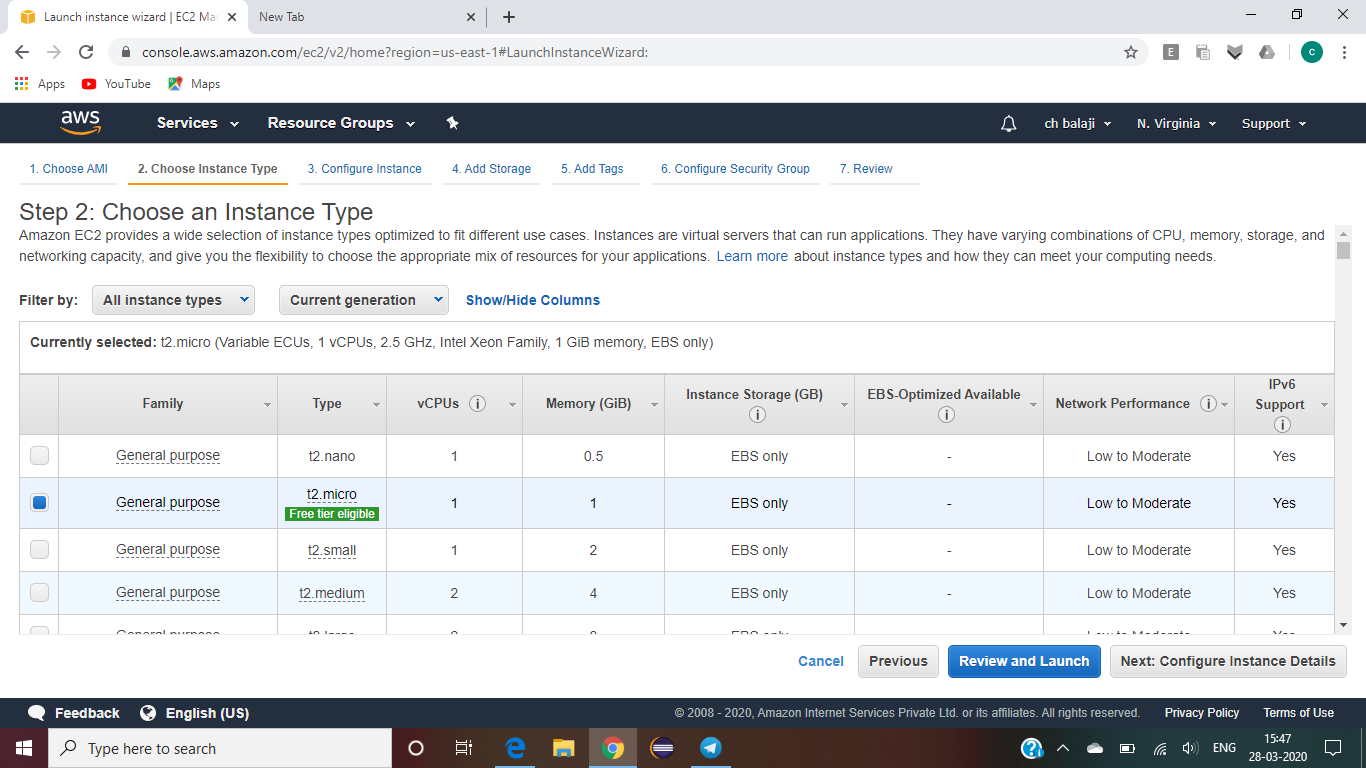 Launch instance wizard | EC2 Ma
New Tab
console.aws.amazon.com/ec2/v2/home?region=us-east-1#LaunchInstanceWizard:
E
c
Apps YouTube Maps
aws Services Resource Groups ch balaji N. Virginia Support
1. Choose AMI 2. Choose Instance Type 3. Configure Instance 4. Add Storage 5. Add Tags 6. Configure Security Group 7. Review
Step 2: Choose an Instance Type
Amazon EC2 provides a wide selection of instance types optimized to fit different use cases. Instances are virtual servers that can run applications. They have varying combinations of CPU, memory, storage, and
networking capacity, and give you the flexibility to choose the appropriate mix of resources for your applications. Learn more about instance types and how they can meet your computing needs.
Filter by: All instance types Current generation Show/Hide Columns
Currently selected: t2.micro (Variable ECUs, 1 vCPUs, 2.5 GHz, Intel Xeon Family, 1 GiB memory, EBS only)
Family Type vCPUs i Memory (GiB) Instance Storage (GB) i EBS-Optimized Available i Network Performance i IPv6 Support i
General purpose t2.nano 1 0.5 EBS only - Low to Moderate Yes
General purpose t2.micro Free tier eligible 1 1 EBS only - Low to Moderate Yes
General purpose t2.small 1 2 EBS only - Low to Moderate Yes
General purpose t2.medium 2 4 EBS only - Low to Moderate Yes
Cancel Previous Review and Launch Next: Configure Instance Details
Feedback English (US) © 2008 - 2020, Amazon Internet Services Private Ltd. or its affiliates. All rights reserved. Privacy Policy Terms of Use
Type here to search
ENG
15:47
28-03-2020